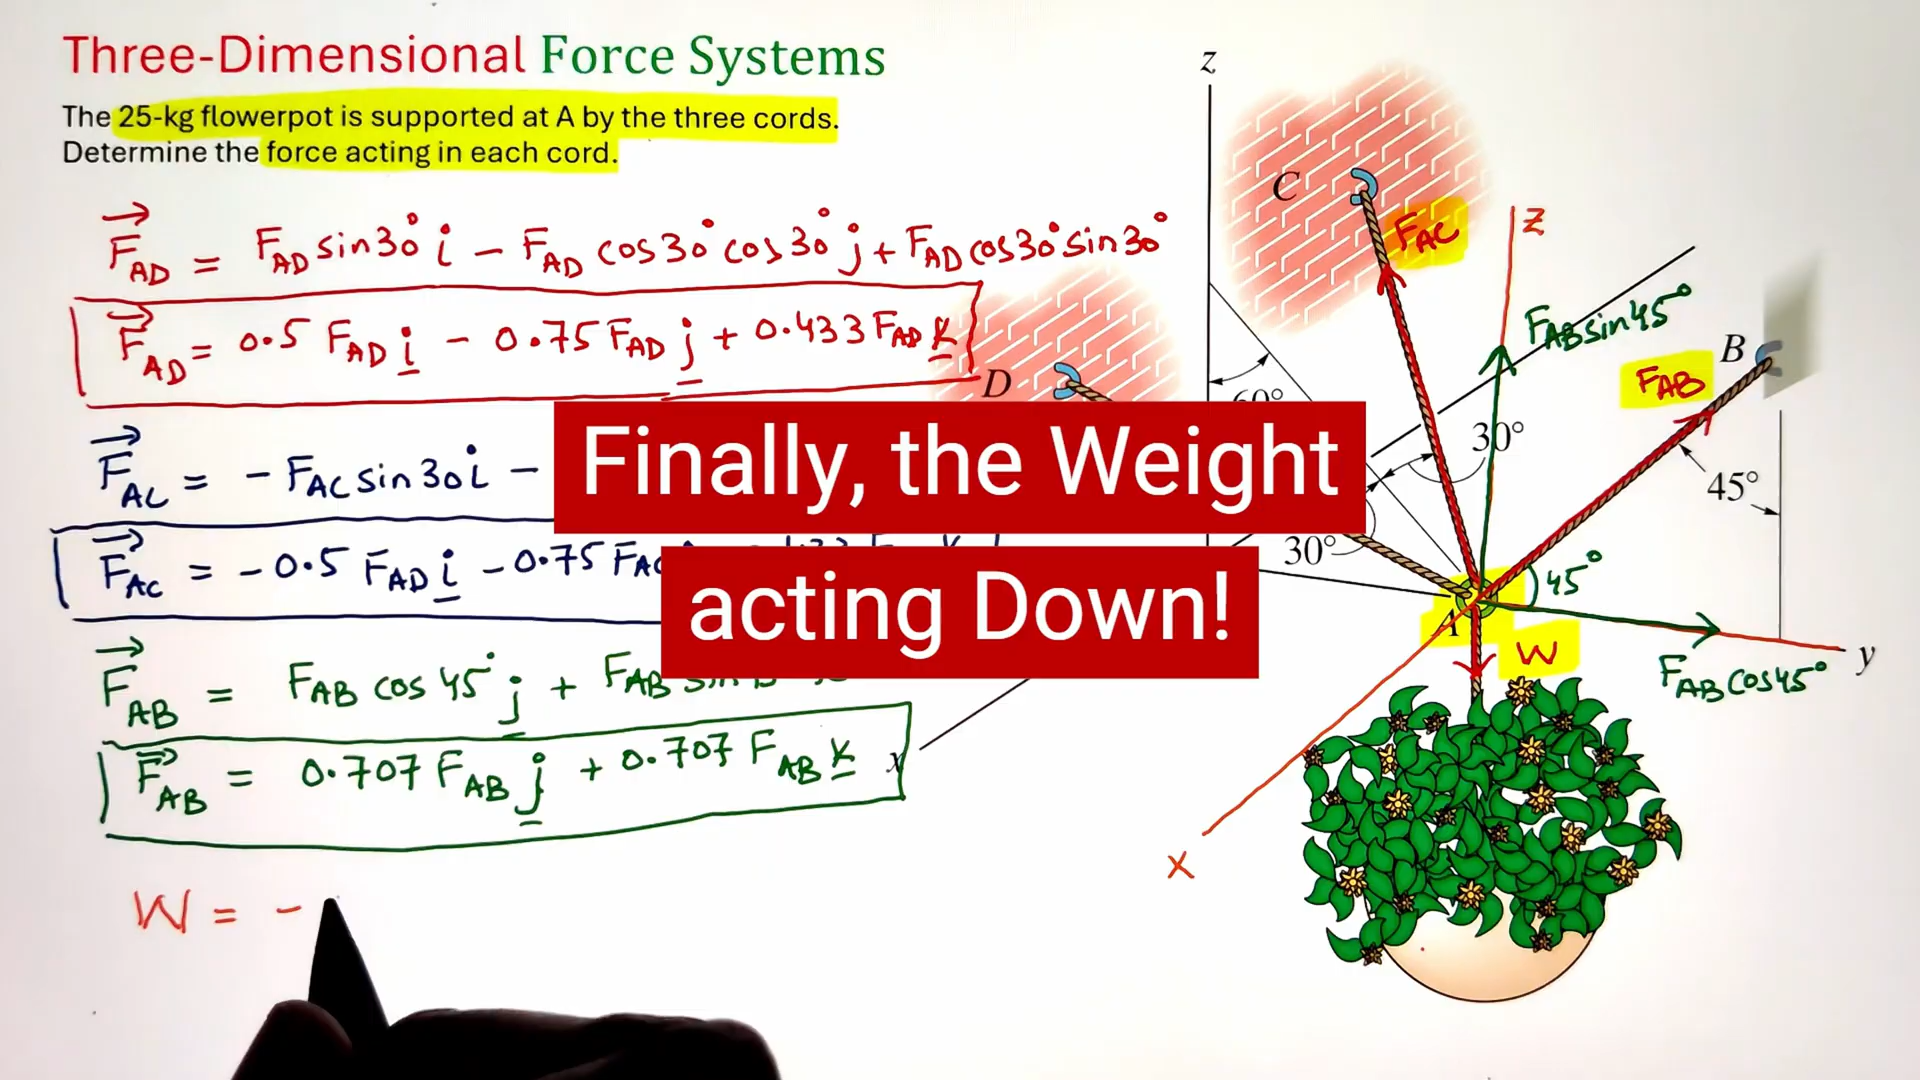 Three-Dimensional Force Systems
The 25-kg flowerpot is supported at A by the three cords.
Determine the force acting in each cord.
F⃗AD = FAD sin30° i − FAD cos30° cos30° j + FAD cos30° sin30°
F⃗AD = 0.5 FAD i − 0.75 FAD j + 0.433 FAD k
F⃗AC = − FAC sin30 i −
F⃗AC = − 0.5 FAD i − 0.75 FAC
F⃗AB = FAB cos 45° j + FAB
F⃗AB = 0.707 FAB j + 0.707 FAB k
W = −
Finally, the Weight
acting Down!
z
C
FAC
z
FAB sin45°
B
FAB
D
60°
30°
45°
30°
45°
A
W
y
FAB cos45°
x
x